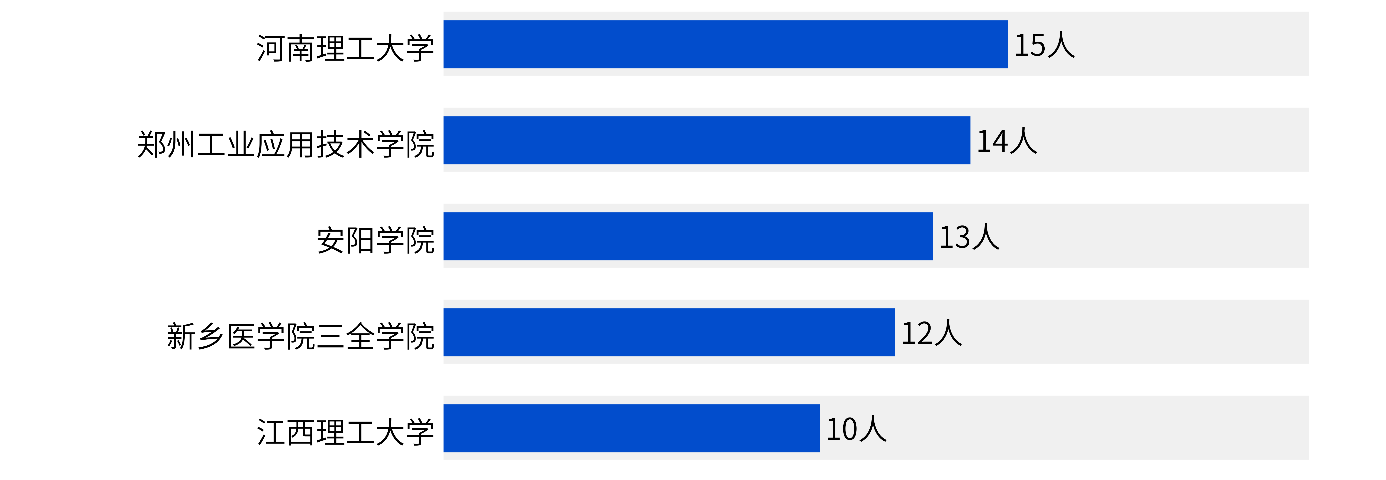 河南理工大学 15人
郑州工业应用技术学院 14人
安阳学院 13人
新乡医学院三全学院 12人
江西理工大学 10人